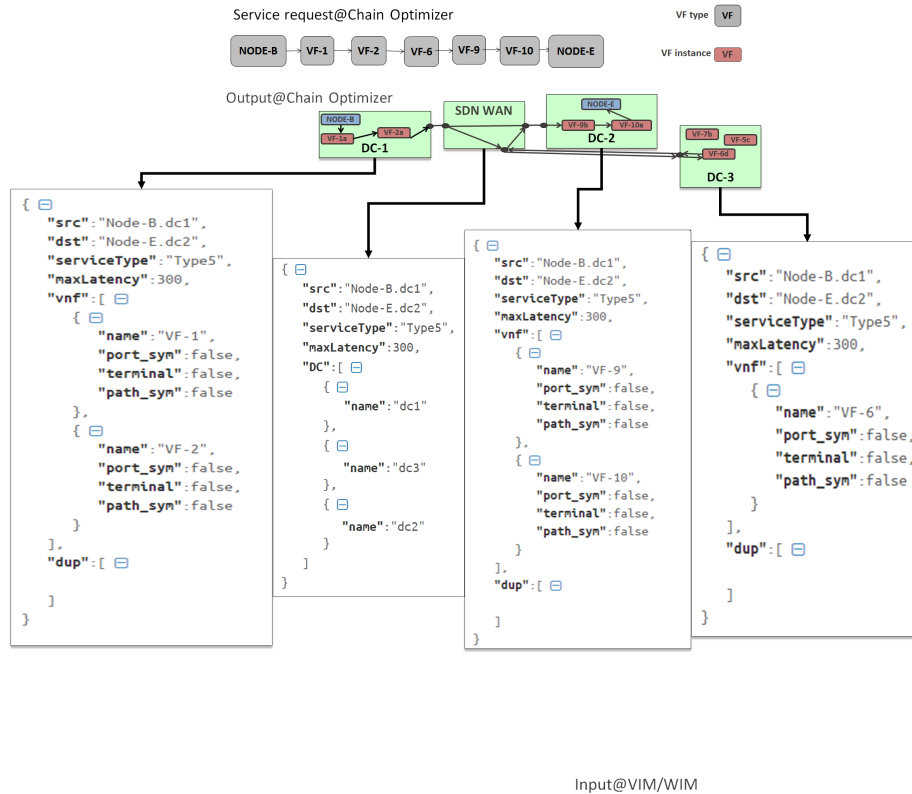 Service request@Chain Optimizer
VF type VF
NODE-B VF-1 VF-2 VF-6 VF-9 VF-10 NODE-E
VF instance VF
Output@Chain Optimizer
NODE-B
VF-1a
VF-2a
DC-1
SDN WAN
NODE-E
VF-9b
VF-10a
DC-2
VF-7b
VF-5c
VF-6d
DC-3
{
"src":"Node-B.dc1",
"dst":"Node-E.dc2",
"serviceType":"Type5",
"maxLatency":300,
"vnf":[
{
"name":"VF-1",
"port_sym":false,
"terminal":false,
"path_sym":false
},
{
"name":"VF-2",
"port_sym":false,
"terminal":false,
"path_sym":false
}
],
"dup":[
]
}
{
"src":"Node-B.dc1",
"dst":"Node-E.dc2",
"serviceType":"Type5",
"maxLatency":300,
"DC":[
{
"name":"dc1"
},
{
"name":"dc3"
},
{
"name":"dc2"
}
]
}
{
"src":"Node-B.dc1",
"dst":"Node-E.dc2",
"serviceType":"Type5",
"maxLatency":300,
"vnf":[
{
"name":"VF-9",
"port_sym":false,
"terminal":false,
"path_sym":false
},
{
"name":"VF-10",
"port_sym":false,
"terminal":false,
"path_sym":false
}
],
"dup":[
]
}
{
"src":"Node-B.dc1",
"dst":"Node-E.dc2",
"serviceType":"Type5",
"maxLatency":300,
"vnf":[
{
"name":"VF-6",
"port_sym":false,
"terminal":false,
"path_sym":false
}
],
"dup":[
]
}
Input@VIM/WIM